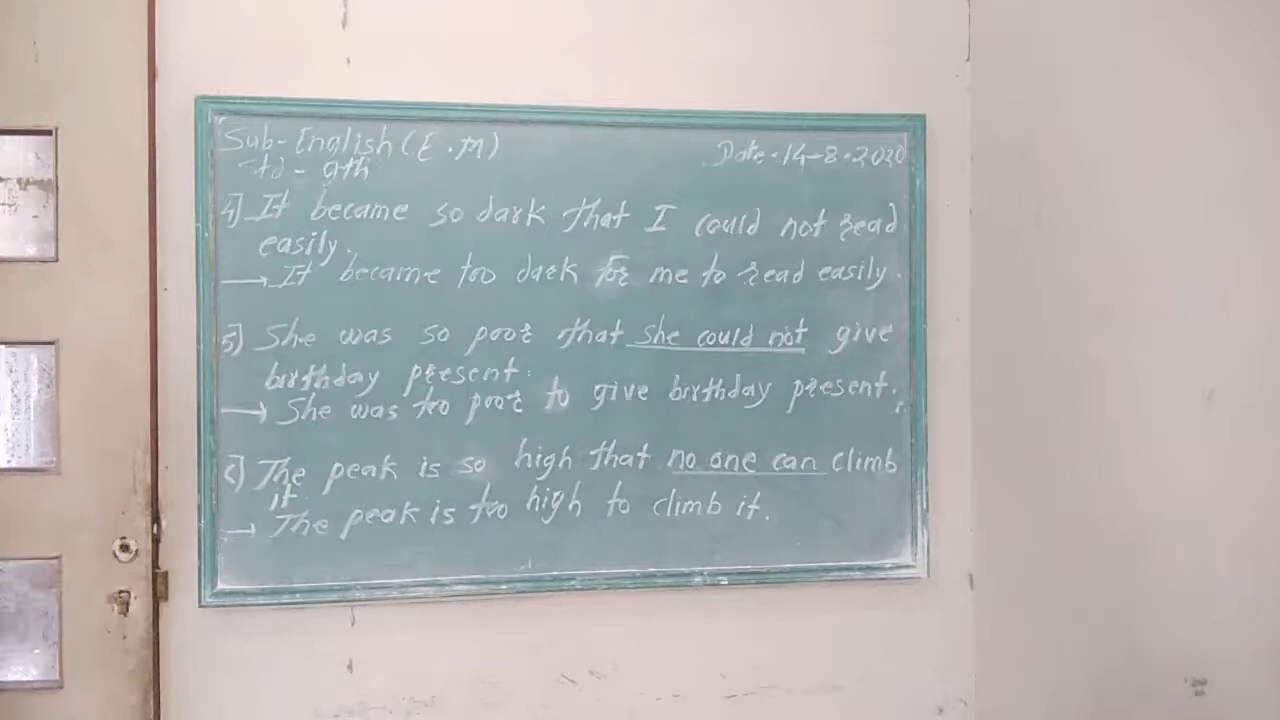 Sub-English (E.M)
Date-14-8-2020
Std - 9th
4] It became so dark that I could not read
easily.
→ It became too dark for me to read easily.
5] She was so poor that she could not give
birthday present.
→ She was too poor to give birthday present.
6] The peak is so high that no one can climb
it
→ The peak is too high to climb it.